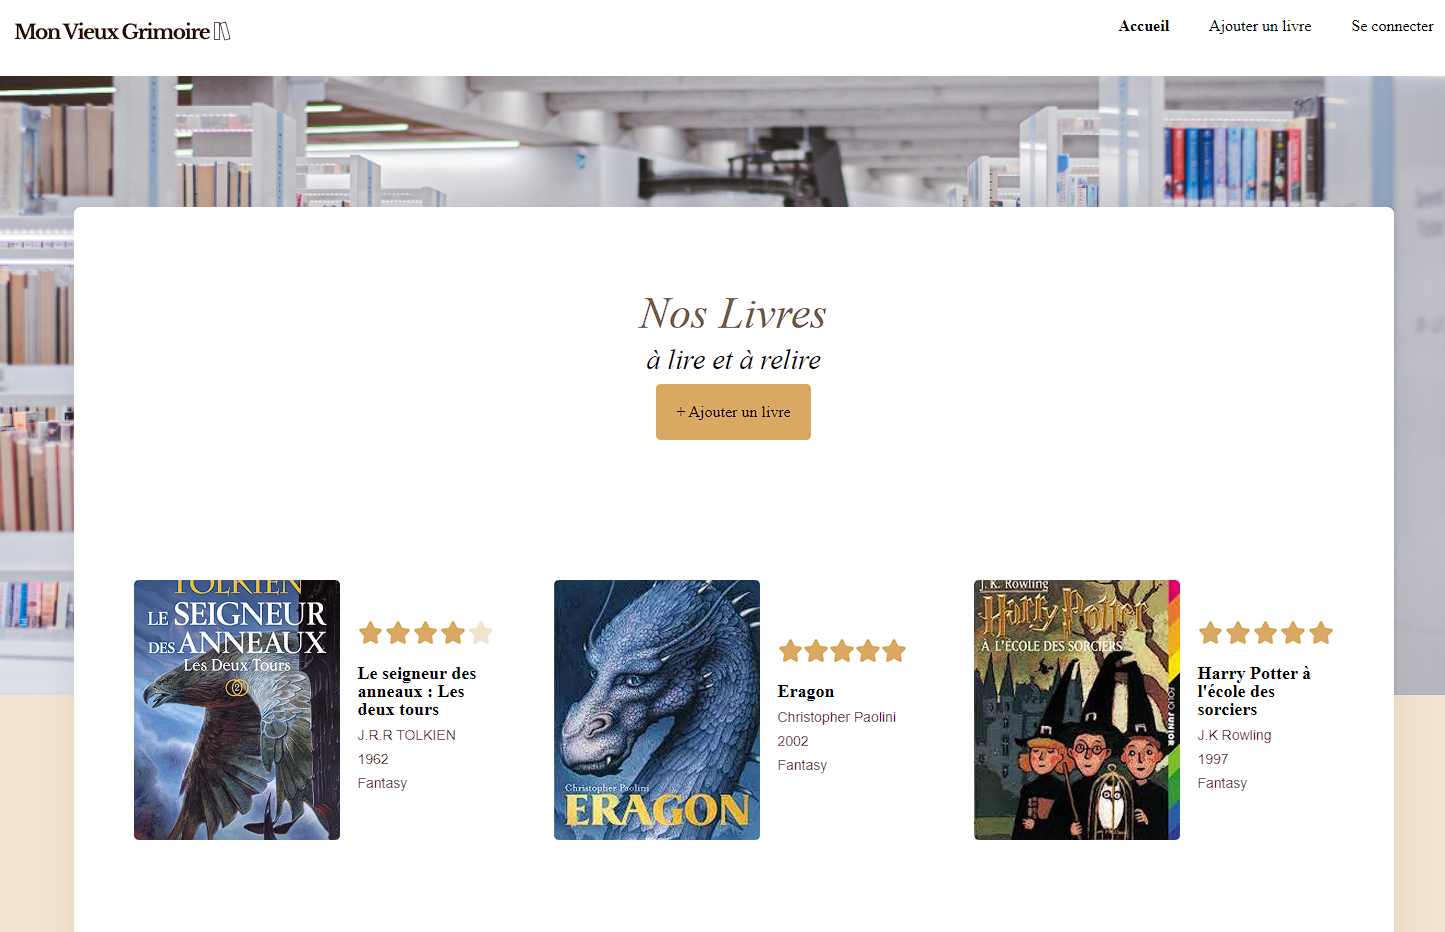 Mon Vieux Grimoire
Accueil
Ajouter un livre
Se connecter
Nos Livres
à lire et à relire
+ Ajouter un livre
TOLKIEN
LE SEIGNEUR
DES ANNEAUX
Les Deux Tours
2
Le seigneur des
anneaux : Les
deux tours
J.R.R TOLKIEN
1962
Fantasy
Christopher Paolini
ERAGON
Eragon
Christopher Paolini
2002
Fantasy
J. K. Rowling
Harry Potter
À L'ÉCOLE DES SORCIERS
FOLIO JUNIOR
Harry Potter à
l'école des
sorciers
J.K Rowling
1997
Fantasy